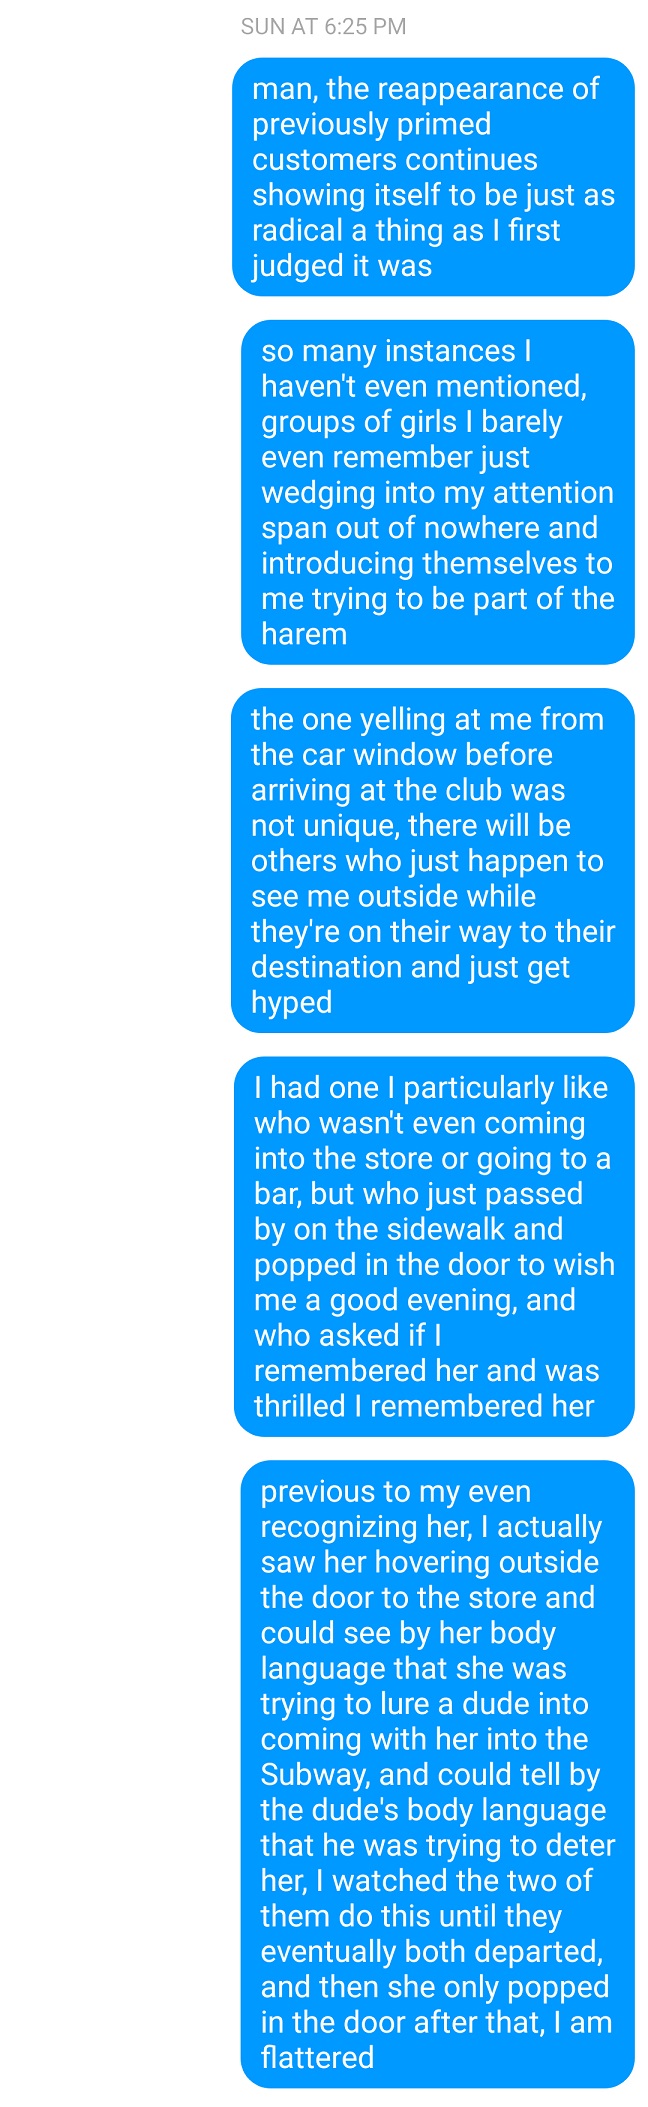 SUN AT 6:25 PM
man, the reappearance of
previously primed
customers continues
showing itself to be just as
radical a thing as I first
judged it was
so many instances I
haven't even mentioned,
groups of girls I barely
even remember just
wedging into my attention
span out of nowhere and
introducing themselves to
me trying to be part of the
harem
the one yelling at me from
the car window before
arriving at the club was
not unique, there will be
others who just happen to
see me outside while
they're on their way to their
destination and just get
hyped
I had one I particularly like
who wasn't even coming
into the store or going to a
bar, but who just passed
by on the sidewalk and
popped in the door to wish
me a good evening, and
who asked if I
remembered her and was
thrilled I remembered her
previous to my even
recognizing her, I actually
saw her hovering outside
the door to the store and
could see by her body
language that she was
trying to lure a dude into
coming with her into the
Subway, and could tell by
the dude's body language
that he was trying to deter
her, I watched the two of
them do this until they
eventually both departed,
and then she only popped
in the door after that, I am
flattered